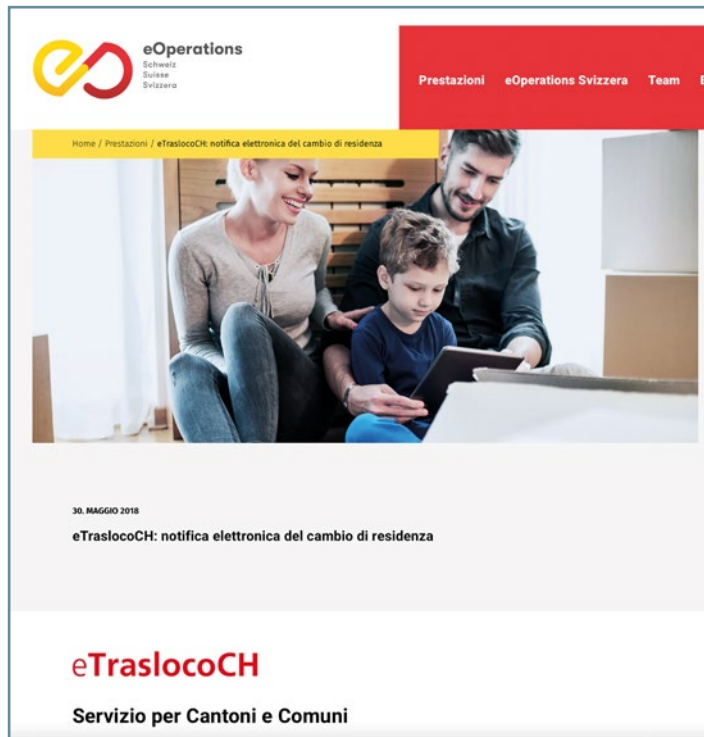 eOperations
Schweiz
Suisse
Svizzera
Prestazioni eOperations Svizzera Team
Home / Prestazioni / eTraslocoCH: notifica elettronica del cambio di residenza
30. MAGGIO 2018
eTraslocoCH: notifica elettronica del cambio di residenza
eTraslocoCH
Servizio per Cantoni e Comuni